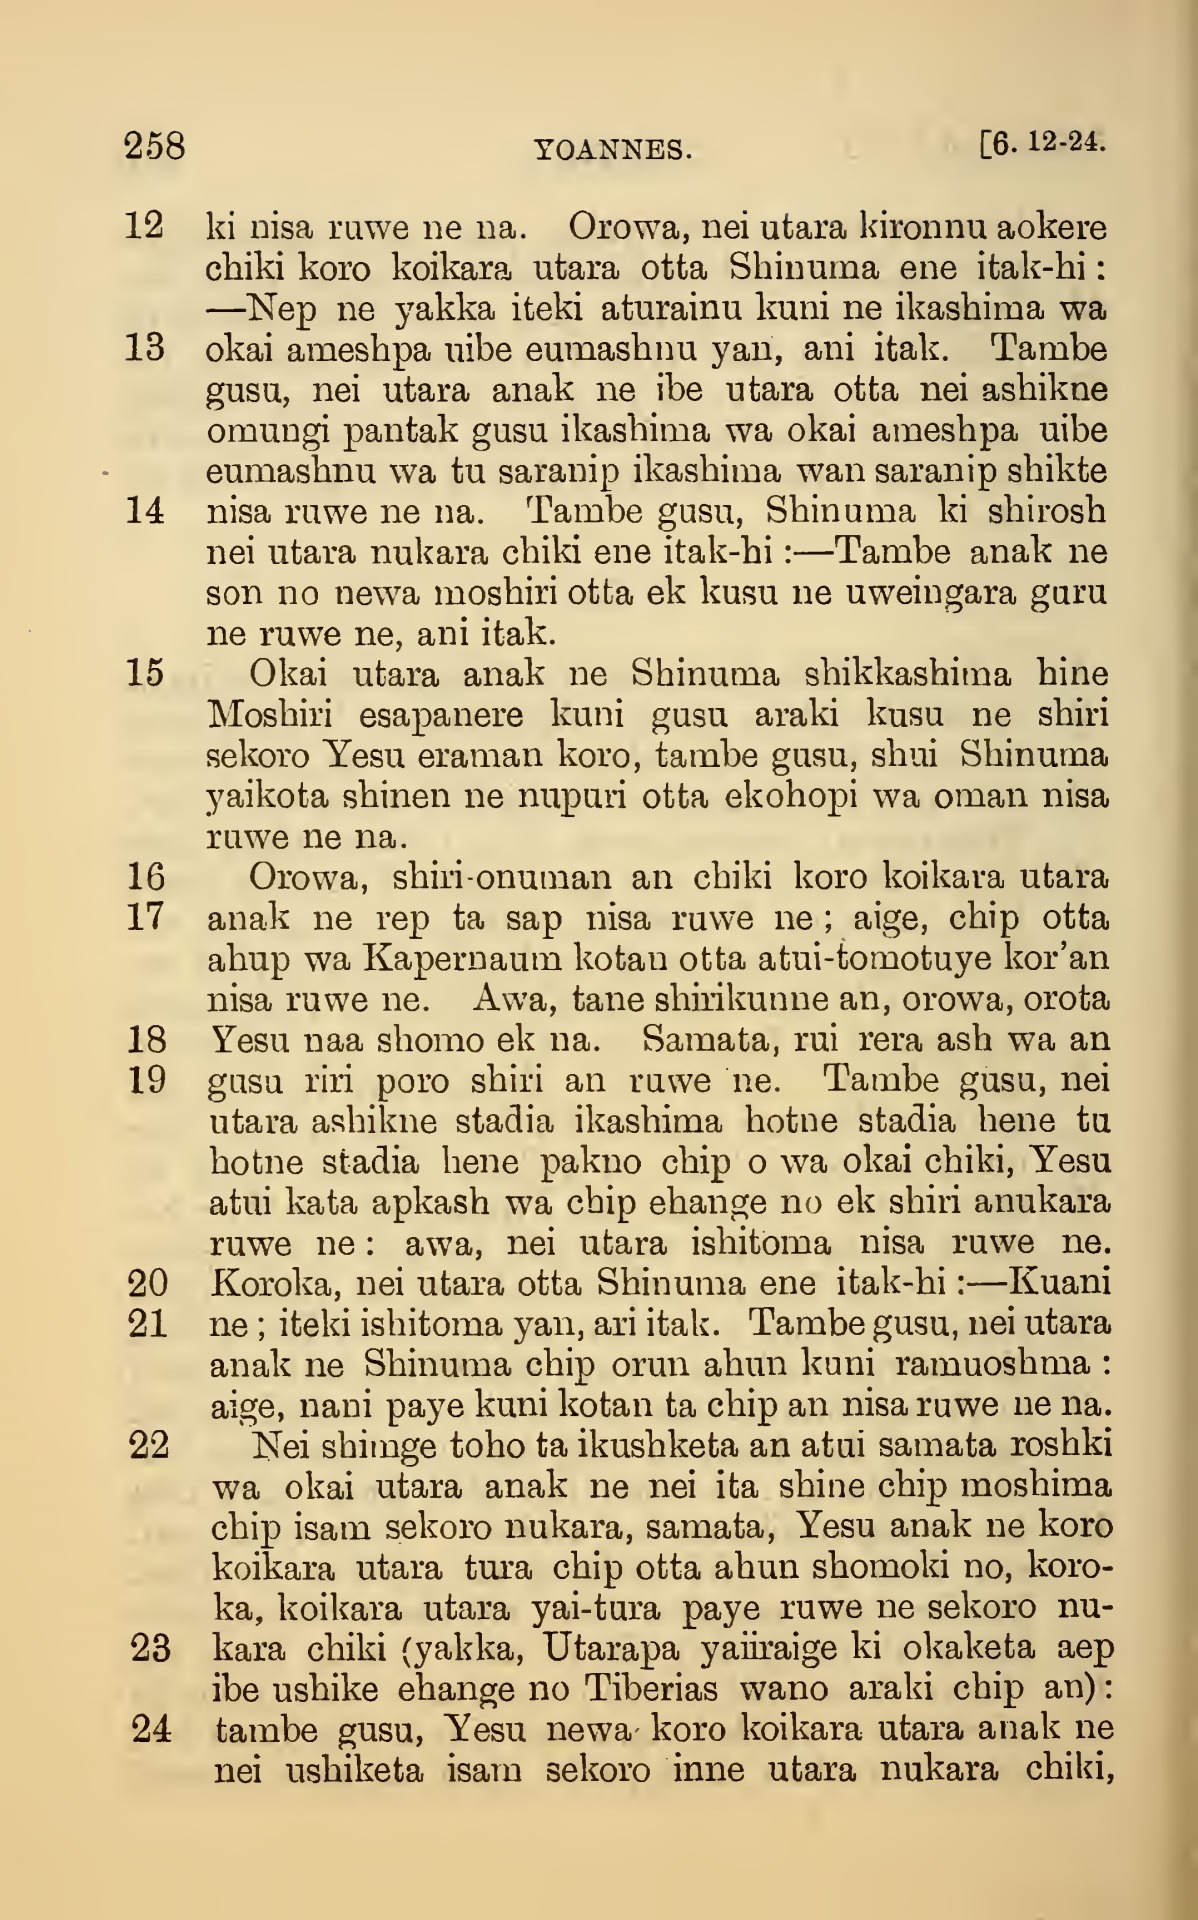 258 YOANNES. [6. 12-24.
12 ki nisa ruwe ne na. Orowa, nei utara kironnu aokere
chiki koro koikara utara otta Shinuma ene itak-hi :
—Nep ne yakka iteki aturainu kuni ne ikashima wa
13 okai ameshpa uibe eumashnu yan, ani itak. Tambe
gusu, nei utara anak ne ibe utara otta nei ashikne
omungi pantak gusu ikashima wa okai ameshpa uibe
eumashnu wa tu saranip ikashima wan saranip shikte
14 nisa ruwe ne na. Tambe gusu, Shinuma ki shirosh
nei utara nukara chiki ene itak-hi :—Tambe anak ne
son no newa moshiri otta ek kusu ne uweingara guru
ne ruwe ne, ani itak.
15 Okai utara anak ne Shinuma shikkashima hine
Moshiri esapanere kuni gusu araki kusu ne shiri
sekoro Yesu eraman koro, tambe gusu, shui Shinuma
yaikota shinen ne nupuri otta ekohopi wa oman nisa
ruwe ne na.
16 Orowa, shiri-onuman an chiki koro koikara utara
17 anak ne rep ta sap nisa ruwe ne ; aige, chip otta
ahup wa Kapernaum kotan otta atui-tomotuye kor'an
nisa ruwe ne. Awa, tane shirikunne an, orowa, orota
18 Yesu naa shomo ek na. Samata, rui rera ash wa an
19 gusu riri poro shiri an ruwe ne. Tambe gusu, nei
utara ashikne stadia ikashima hotne stadia hene tu
hotne stadia hene pakno chip o wa okai chiki, Yesu
atui kata apkash wa chip ehange no ek shiri anukara
ruwe ne : awa, nei utara ishitoma nisa ruwe ne.
20 Koroka, nei utara otta Shinuma ene itak-hi :—Kuani
21 ne ; iteki ishitoma yan, ari itak. Tambe gusu, nei utara
anak ne Shinuma chip orun ahun kuni ramuoshma :
aige, nani paye kuni kotan ta chip an nisa ruwe ne na.
22 Nei shimge toho ta ikushketa an atui samata roshki
wa okai utara anak ne nei ita shine chip moshima
chip isam sekoro nukara, samata, Yesu anak ne koro
koikara utara tura chip otta ahun shomoki no, koro-
ka, koikara utara yai-tura paye ruwe ne sekoro nu-
23 kara chiki (yakka, Utarapa yaiiraige ki okaketa aep
ibe ushike ehange no Tiberias wano araki chip an) :
24 tambe gusu, Yesu newa koro koikara utara anak ne
nei ushiketa isam sekoro inne utara nukara chiki,